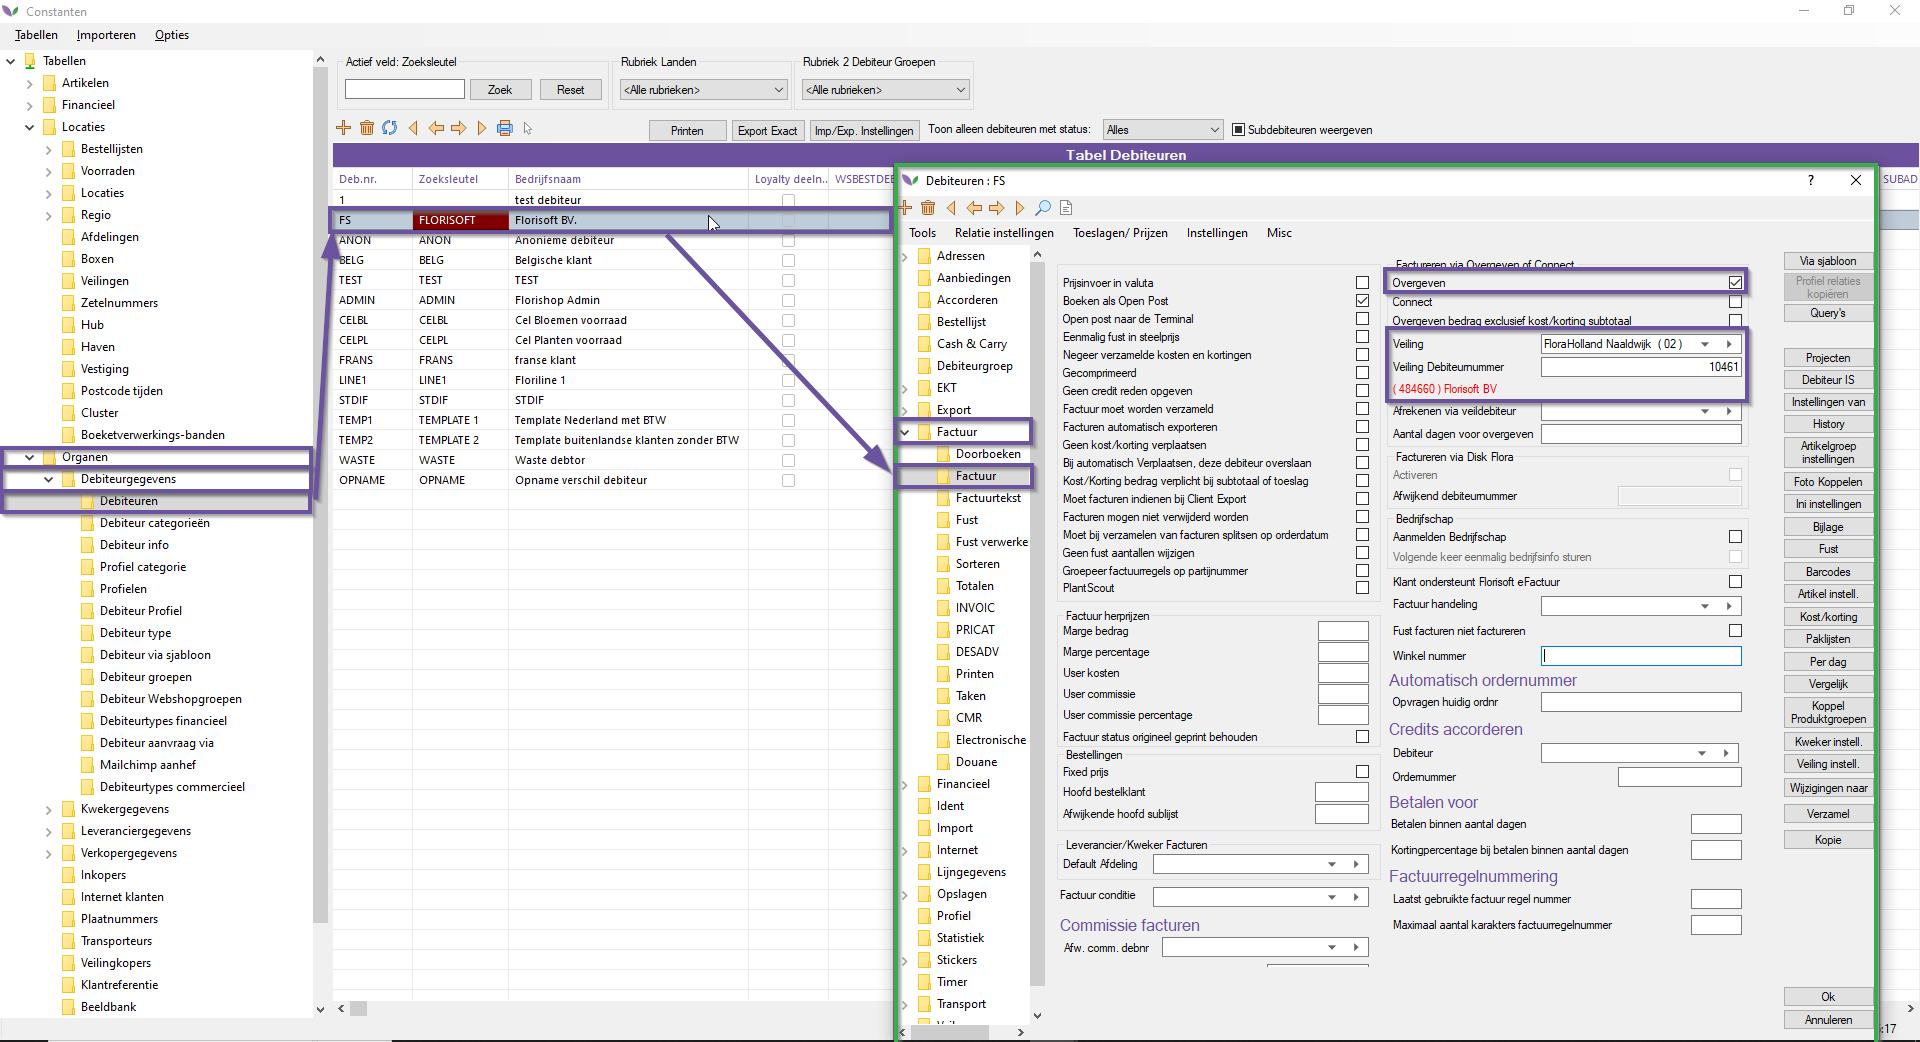 Constanten
Tabellen Importeren Opties
Tabellen
Artikelen
Financieel
Locaties
Bestellijsten
Voorraden
Locaties
Regio
Afdelingen
Boxen
Veilingen
Zetelnummers
Hub
Haven
Vestiging
Postcode tijden
Cluster
Boeketverwerkings-banden
Organen
Debiteurgegevens
Debiteuren
Debiteur categorieën
Debiteur info
Profiel categorie
Profielen
Debiteur Profiel
Debiteur type
Debiteur via sjabloon
Debiteur groepen
Debiteur Webshopgroepen
Debiteurtypes financieel
Debiteur aanvraag via
Mailchimp aanhef
Debiteurtypes commercieel
Kwekergegevens
Leveranciergegevens
Verkopergegevens
Inkopers
Internet klanten
Plaatnummers
Transporteurs
Veilingkopers
Klantreferentie
Beeldbank
Actief veld: Zoeksleutel Rubriek Landen Rubriek 2 Debiteur Groepen
Zoek Reset <Alle rubrieken> <Alle rubrieken>
Printen Export Exact Imp/Exp. Instellingen Toon alleen debiteuren met status: Alles Subdebiteuren weergeven
Tabel Debiteuren
Deb.nr. Zoeksleutel Bedrijfsnaam Loyalty deeln.. WSBESTDEB SUBAD
1 test debiteur
FS FLORISOFT Florisoft BV.
ANON ANON Anonieme debiteur
BELG BELG Belgische klant
TEST TEST TEST
ADMIN ADMIN Florishop Admin
CELBL CELBL Cel Bloemen voorraad
CELPL CELPL Cel Planten voorraad
FRANS FRANS franse klant
LINE1 LINE1 Floriline 1
STDIF STDIF STDIF
TEMP1 TEMPLATE 1 Template Nederland met BTW
TEMP2 TEMPLATE 2 Template buitenlandse klanten zonder BTW
WASTE WASTE Waste debtor
OPNAME OPNAME Opname verschil debiteur
Debiteuren : FS ?
Tools Relatie instellingen Toeslagen/ Prijzen Instellingen Misc
Adressen
Aanbiedingen
Accorderen
Bestellijst
Cash & Carry
Debiteurgroep
EKT
Export
Factuur
Doorboeken
Factuur
Factuurtekst
Fust
Fust verwerke
Sorteren
Totalen
INVOIC
PRICAT
DESADV
Printen
Taken
CMR
Electronische
Douane
Financieel
Ident
Import
Internet
Lijngegevens
Opslagen
Profiel
Statistiek
Stickers
Timer
Transport
Prijsinvoer in valuta
Boeken als Open Post
Open post naar de Terminal
Eenmalig fust in steelprijs
Negeer verzamelde kosten en kortingen
Gecomprimeerd
Geen credit reden opgeven
Factuur moet worden verzameld
Facturen automatisch exporteren
Geen kost/korting verplaatsen
Bij automatisch Verplaatsen, deze debiteur overslaan
Kost/Korting bedrag verplicht bij subtotaal of toeslag
Moet facturen indienen bij Client Export
Facturen mogen niet verwijderd worden
Moet bij verzamelen van facturen splitsen op orderdatum
Geen fust aantallen wijzigen
Groepeer factuurregels op partijnummer
PlantScout
Factuur herprijzen
Marge bedrag
Marge percentage
User kosten
User commissie
User commissie percentage
Factuur status origineel geprint behouden
Bestellingen
Fixed prijs
Hoofd bestelklant
Afwijkende hoofd sublijst
Leverancier/Kweker Facturen
Default Afdeling
Factuur conditie
Commissie facturen
Afw. comm. debnr
Factureren via Overgeven of Connect
Overgeven
Connect
Overgeven bedrag exclusief kost/korting subtotaal
Veiling FloraHolland Naaldwijk ( 02 )
Veiling Debiteurnummer 10461
( 484660 ) Florisoft BV
Afrekenen via veildebiteur
Aantal dagen voor overgeven
Factureren via Disk Flora
Activeren
Afwijkend debiteurnummer
Bedrijfschap
Aanmelden Bedrijfschap
Volgende keer eenmalig bedrijfsinfo sturen
Klant ondersteunt Florisoft eFactuur
Factuur handeling
Fust facturen niet factureren
Winkel nummer
Automatisch ordernummer
Opvragen huidig ordnr
Credits accorderen
Debiteur
Ordernummer
Betalen voor
Betalen binnen aantal dagen
Kortingpercentage bij betalen binnen aantal dagen
Factuurregelnummering
Laatst gebruikte factuur regel nummer
Maximaal aantal karakters factuurregelnummer
Via sjabloon
Profiel relaties
kopiëren
Query's
Projecten
Debiteur IS
Instellingen van
History
Artikelgroep
instellingen
Foto Koppelen
Ini instellingen
Bijlage
Fust
Barcodes
Artikel instell.
Kost/korting
Paklijsten
Per dag
Vergelijk
Koppel
Produktgroepen
Kweker instell.
Veiling instell.
Wijzigingen naar
Verzamel
Kopie
Ok
Annuleren
:17